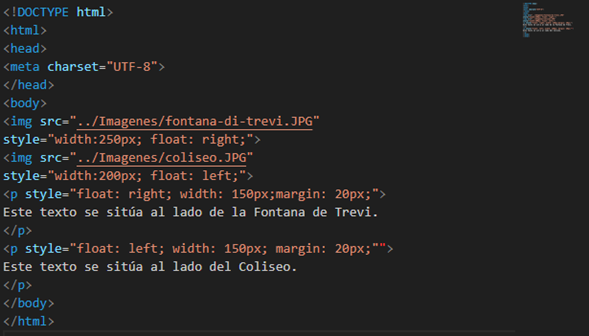 <!DOCTYPE html>
<html>
<head>
<meta charset="UTF-8">
</head>
<body>
<img src="../Imagenes/fontana-di-trevi.JPG"
style="width:250px; float: right;">
<img src="../Imagenes/coliseo.JPG"
style="width:200px; float: left;">
<p style="float: right; width: 150px;margin: 20px;">
Este texto se sitúa al lado de la Fontana de Trevi.
</p>
<p style="float: left; width: 150px; margin: 20px;"">
Este texto se sitúa al lado del Coliseo.
</p>
</body>
</html>